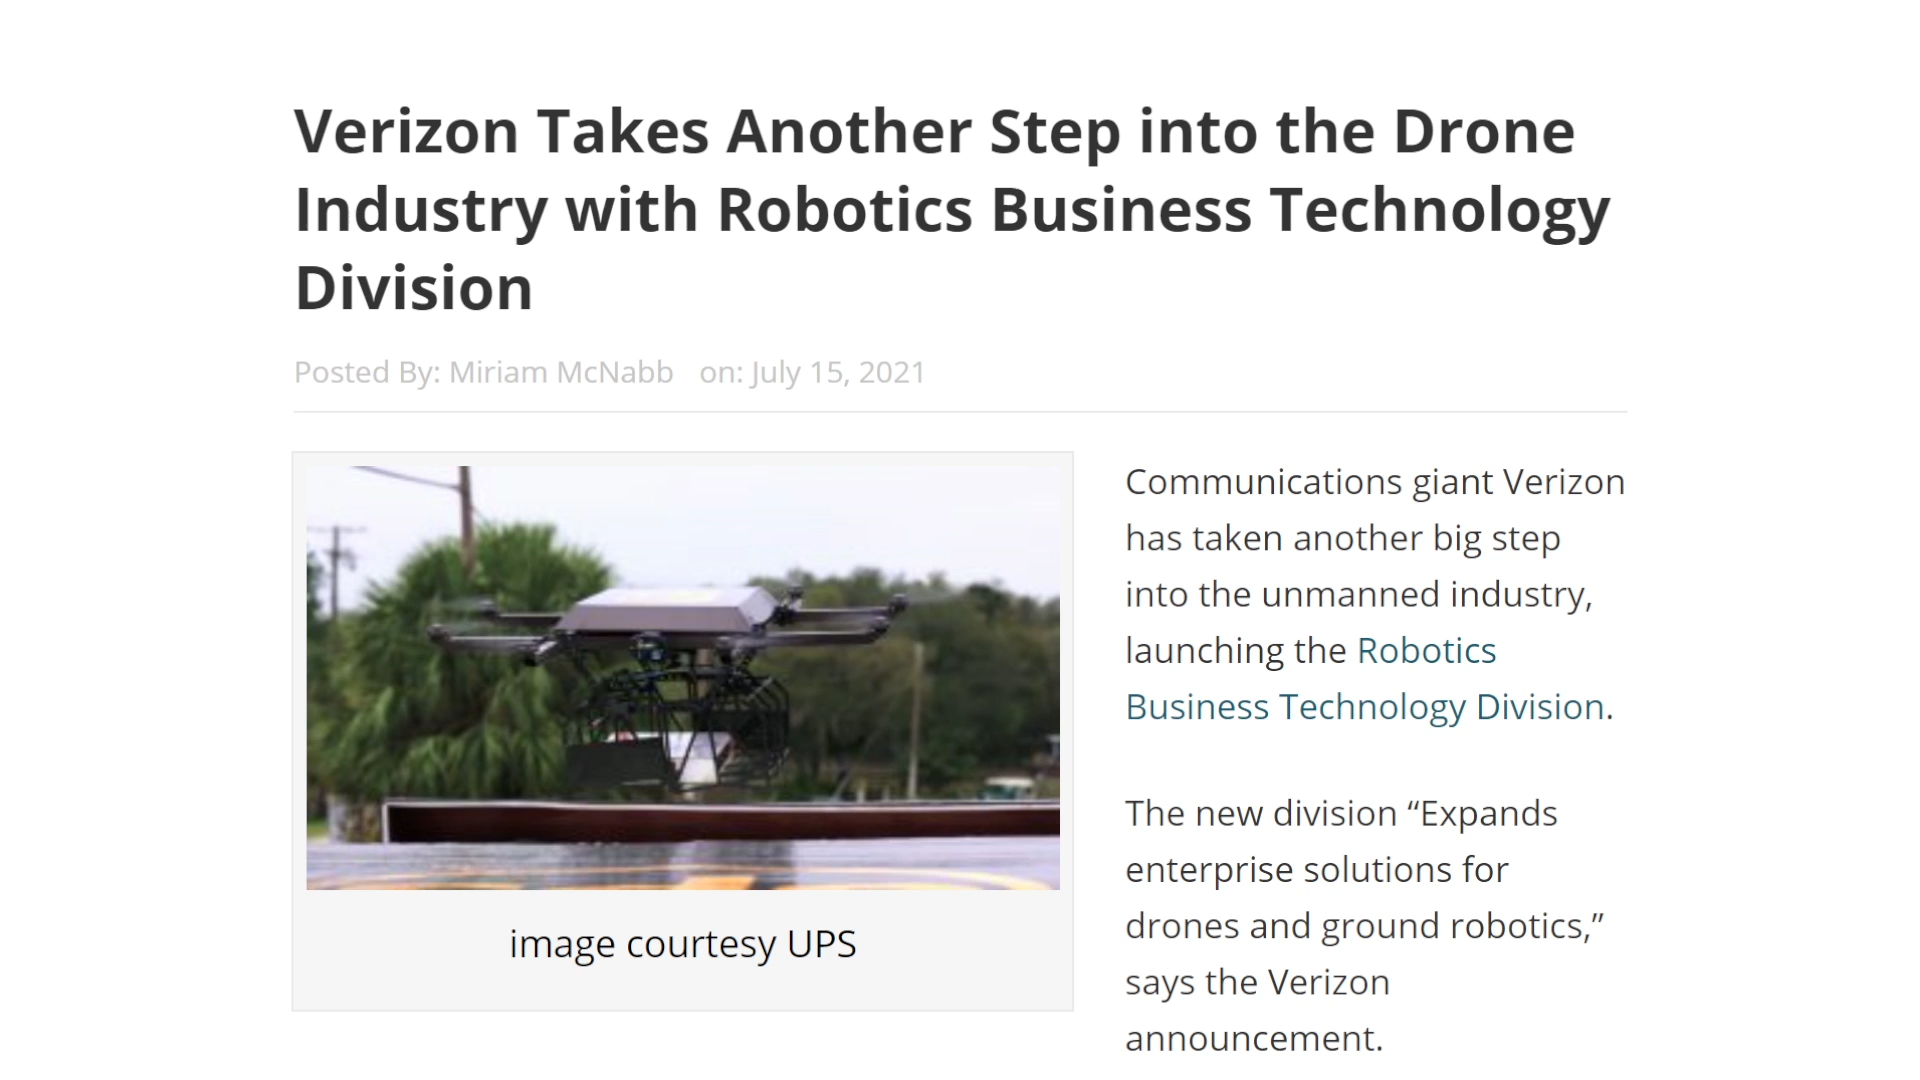 Verizon Takes Another Step into the Drone
Industry with Robotics Business Technology
Division
Posted By: Miriam McNabb on: July 15, 2021
image courtesy UPS
Communications giant Verizon
has taken another big step
into the unmanned industry,
launching the Robotics
Business Technology Division.
The new division “Expands
enterprise solutions for
drones and ground robotics,”
says the Verizon
announcement.